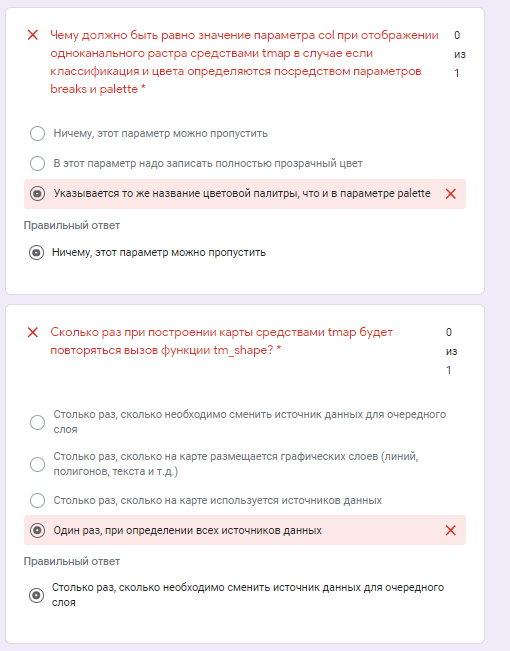 Чему должно быть равно значение параметра col при отображении
одноканального растра средствами tmap в случае если
классификация и цвета определяются посредством параметров
breaks и palette *
0
из
1
Ничему, этот параметр можно пропустить
В этот параметр надо записать полностью прозрачный цвет
Указывается то же название цветовой палитры, что и в параметре palette
Правильный ответ
Ничему, этот параметр можно пропустить
Сколько раз при построении карты средствами tmap будет
повторяться вызов функции tm_shape? *
0
из
1
Столько раз, сколько необходимо сменить источник данных для очередного
слоя
Столько раз, сколько на карте размещается графических слоев (линий,
полигонов, текста и т.д.)
Столько раз, сколько на карте используется источников данных
Один раз, при определении всех источников данных
Правильный ответ
Столько раз, сколько необходимо сменить источник данных для очередного
слоя